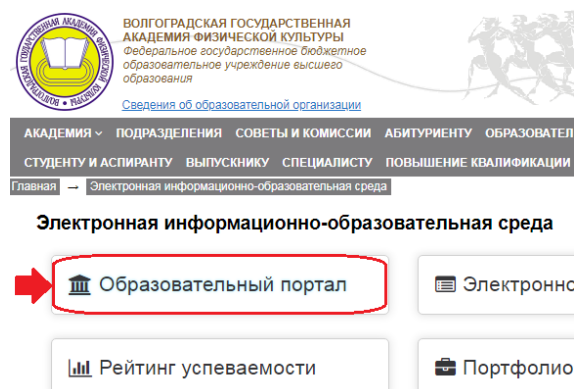 ВОЛГОГРАДСКАЯ ГОСУДАРСТВЕННАЯ
АКАДЕМИЯ ФИЗИЧЕСКОЙ КУЛЬТУРЫ
Федеральное государственное бюджетное
образовательное учреждение высшего
образования
Сведения об образовательной организации
АКАДЕМИЯ ПОДРАЗДЕЛЕНИЯ СОВЕТЫ И КОМИССИИ АБИТУРИЕНТУ ОБРАЗОВАТЕЛ
СТУДЕНТУ И АСПИРАНТУ ВЫПУСКНИКУ СПЕЦИАЛИСТУ ПОВЫШЕНИЕ КВАЛИФИКАЦИИ
Главная → Электронная информационно-образовательная среда
Электронная информационно-образовательная среда
Образовательный портал
Электронно
Рейтинг успеваемости
Портфолио